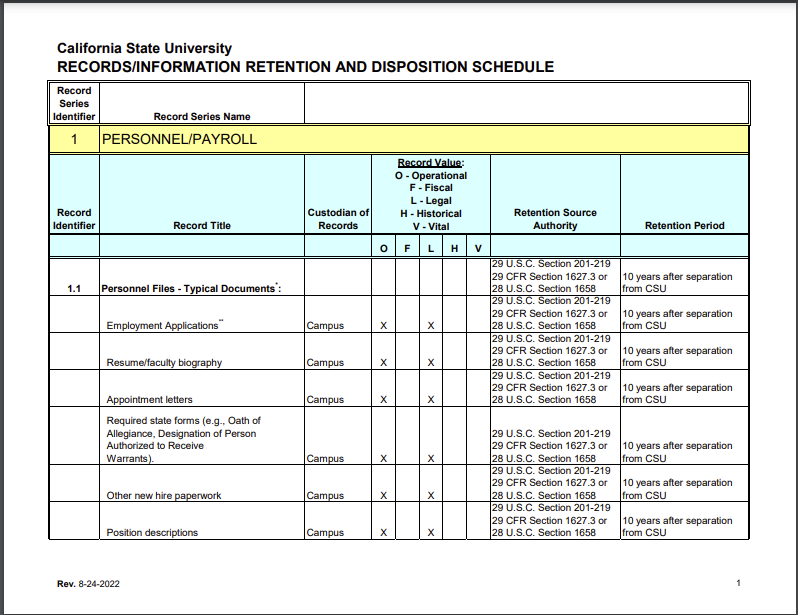 California State University
RECORDS/INFORMATION RETENTION AND DISPOSITION SCHEDULE
Record
Series
Identifier
Record Series Name
1 PERSONNEL/PAYROLL
Record
Identifier
Record Title
Custodian of
Records
Record Value:
O - Operational
F - Fiscal
L - Legal
H - Historical
V - Vital
Retention Source
Authority
Retention Period
O F L H V
1.1
Personnel Files - Typical Documents*:
29 U.S.C. Section 201-219
29 CFR Section 1627.3 or
28 U.S.C. Section 1658
10 years after separation
from CSU
Employment Applications**
Campus
X X
29 U.S.C. Section 201-219
29 CFR Section 1627.3 or
28 U.S.C. Section 1658
10 years after separation
from CSU
Resume/faculty biography
Campus
X X
29 U.S.C. Section 201-219
29 CFR Section 1627.3 or
28 U.S.C. Section 1658
10 years after separation
from CSU
Appointment letters
Campus
X X
29 U.S.C. Section 201-219
29 CFR Section 1627.3 or
28 U.S.C. Section 1658
10 years after separation
from CSU
Required state forms (e.g., Oath of
Allegiance, Designation of Person
Authorized to Receive
Warrants).
Campus
X X
29 U.S.C. Section 201-219
29 CFR Section 1627.3 or
28 U.S.C. Section 1658
10 years after separation
from CSU
Other new hire paperwork
Campus
X X
29 U.S.C. Section 201-219
29 CFR Section 1627.3 or
28 U.S.C. Section 1658
10 years after separation
from CSU
Position descriptions
Campus
X X
29 U.S.C. Section 201-219
29 CFR Section 1627.3 or
28 U.S.C. Section 1658
10 years after separation
from CSU
Rev. 8-24-2022
1